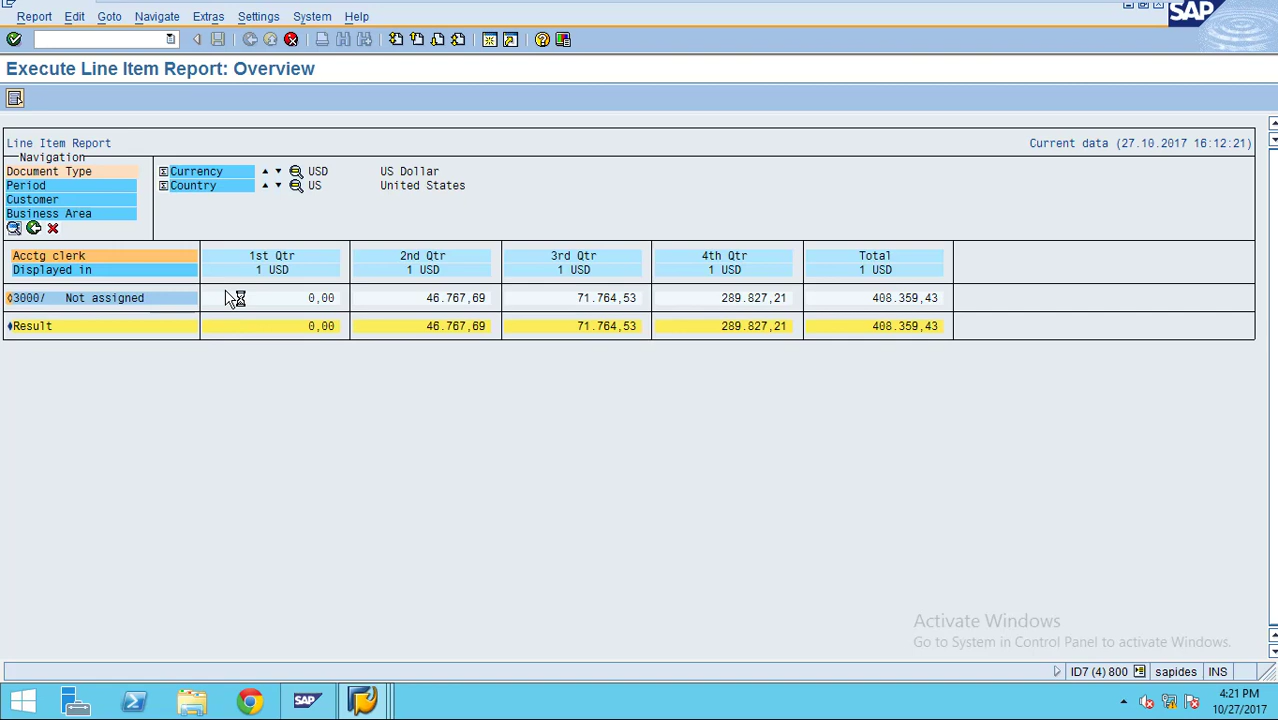 Report Edit Goto Navigate Extras Settings System Help
SAP
Execute Line Item Report: Overview
Line Item Report Current data (27.10.2017 16:12:21)
Navigation
Document Type Currency USD US Dollar
Period Country US United States
Customer
Business Area
Acctg clerk 1st Qtr 2nd Qtr 3rd Qtr 4th Qtr Total
Displayed in 1 USD 1 USD 1 USD 1 USD 1 USD
3000/ Not assigned 0,00 46.767,69 71.764,53 289.827,21 408.359,43
Result 0,00 46.767,69 71.764,53 289.827,21 408.359,43
Activate Windows
Go to System in Control Panel to activate Windows.
ID7 (4) 800 sapides INS
SAP
4:21 PM
10/27/2017